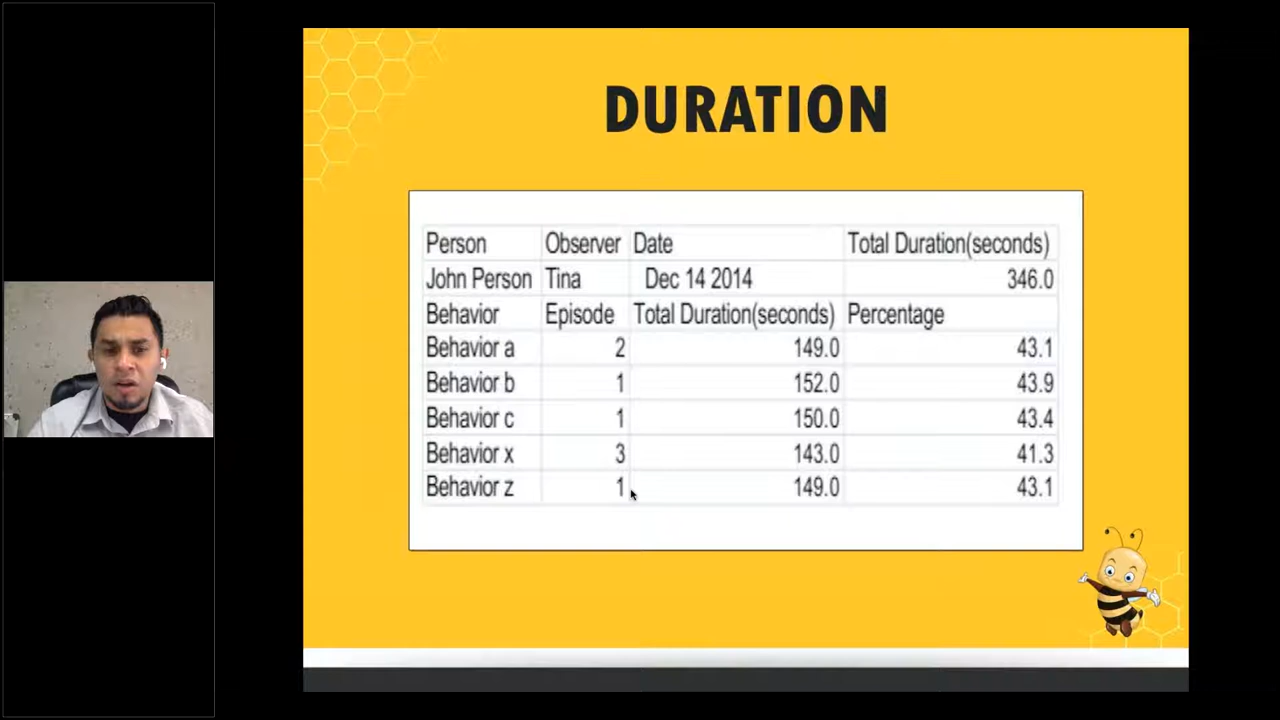 DURATION
Person Observer Date Total Duration(seconds)
John Person Tina Dec 14 2014 346.0
Behavior Episode Total Duration(seconds) Percentage
Behavior a 2 149.0 43.1
Behavior b 1 152.0 43.9
Behavior c 1 150.0 43.4
Behavior x 3 143.0 41.3
Behavior z 1 149.0 43.1